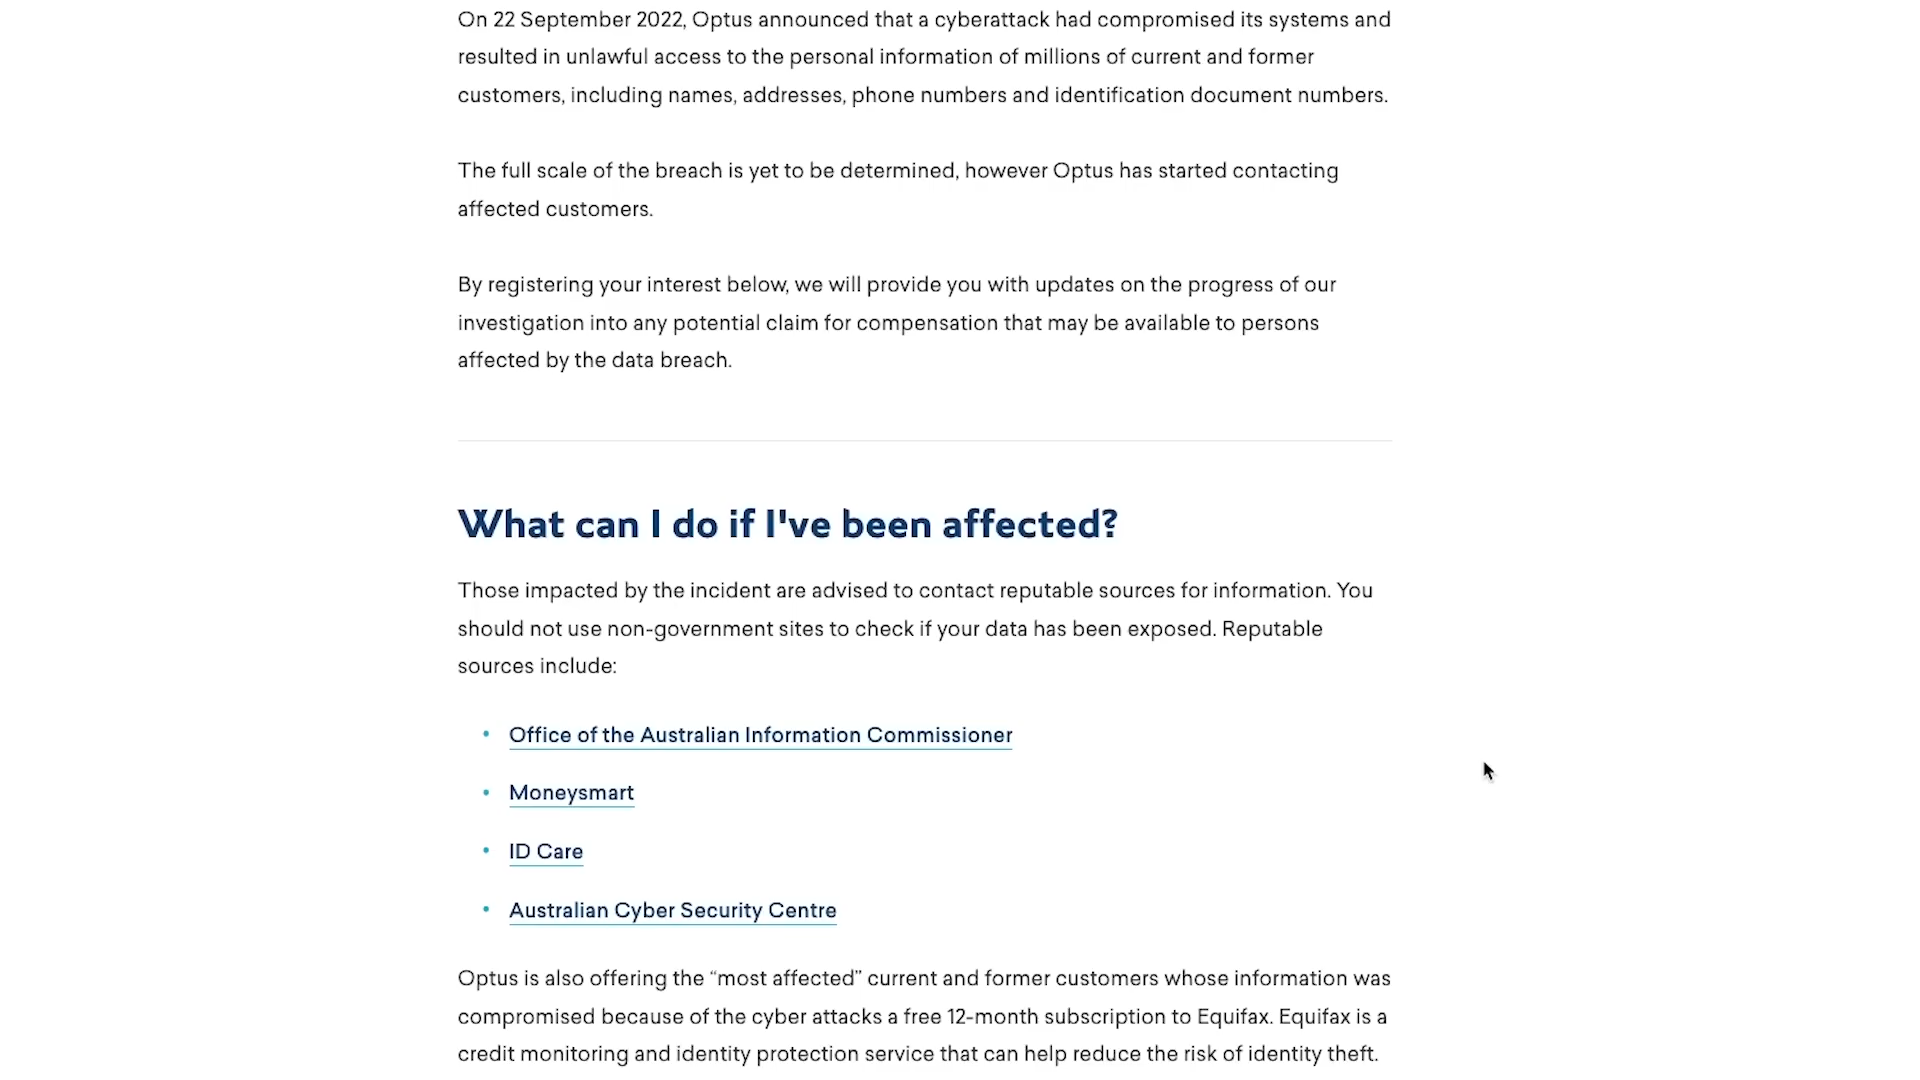 On 22 September 2022, Optus announced that a cyberattack had compromised its systems and
resulted in unlawful access to the personal information of millions of current and former
customers, including names, addresses, phone numbers and identification document numbers.
The full scale of the breach is yet to be determined, however Optus has started contacting
affected customers.
By registering your interest below, we will provide you with updates on the progress of our
investigation into any potential claim for compensation that may be available to persons
affected by the data breach.
What can I do if I've been affected?
Those impacted by the incident are advised to contact reputable sources for information. You
should not use non-government sites to check if your data has been exposed. Reputable
sources include:
• Office of the Australian Information Commissioner
• Moneysmart
• ID Care
• Australian Cyber Security Centre
Optus is also offering the “most affected” current and former customers whose information was
compromised because of the cyber attacks a free 12-month subscription to Equifax. Equifax is a
credit monitoring and identity protection service that can help reduce the risk of identity theft.